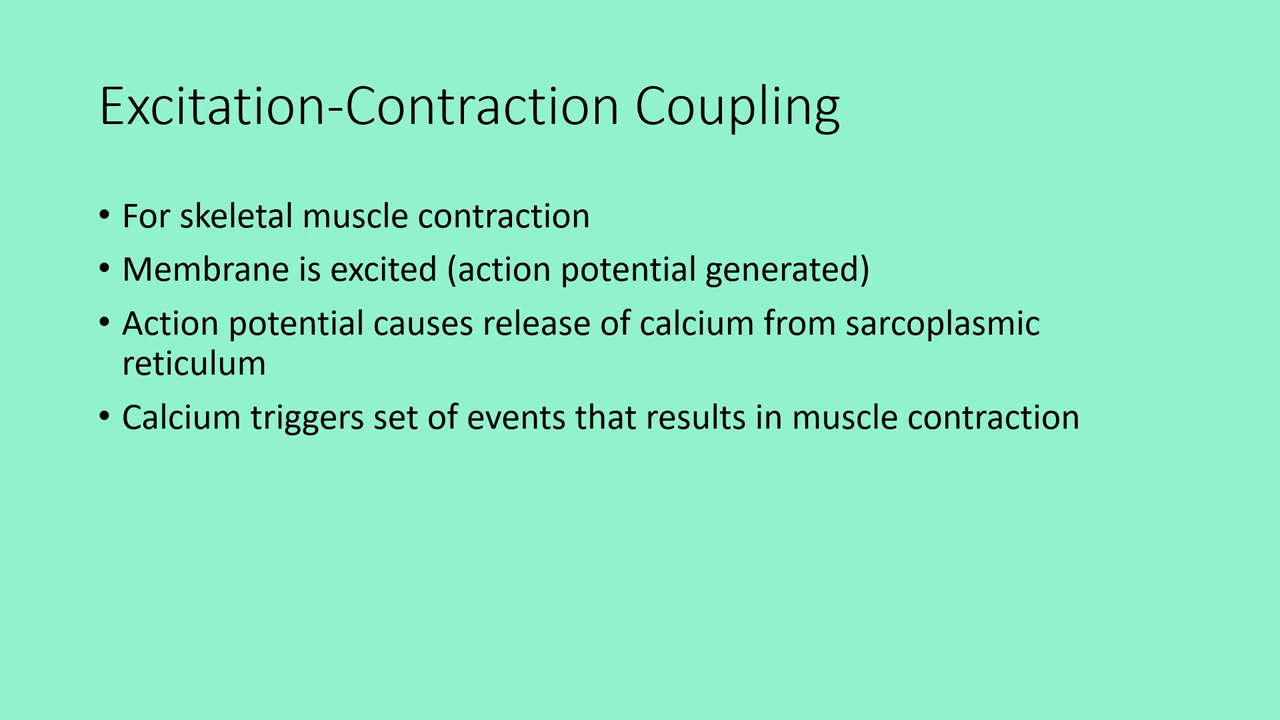 Excitation-Contraction Coupling
• For skeletal muscle contraction
• Membrane is excited (action potential generated)
• Action potential causes release of calcium from sarcoplasmic
reticulum
• Calcium triggers set of events that results in muscle contraction